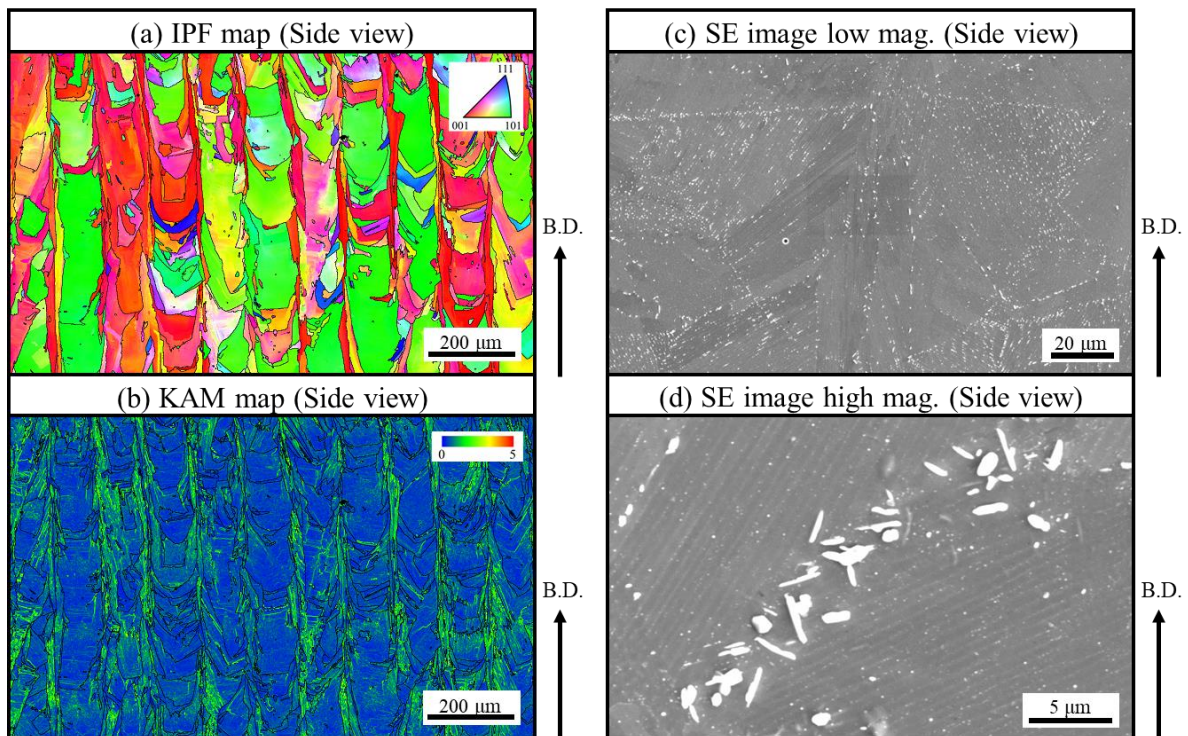 (a) IPF map (Side view)
111
001
101
200 μm
B.D.
(b) KAM map (Side view)
0
5
200 μm
B.D.
(c) SE image low mag. (Side view)
20 μm
B.D.
(d) SE image high mag. (Side view)
5 μm
B.D.